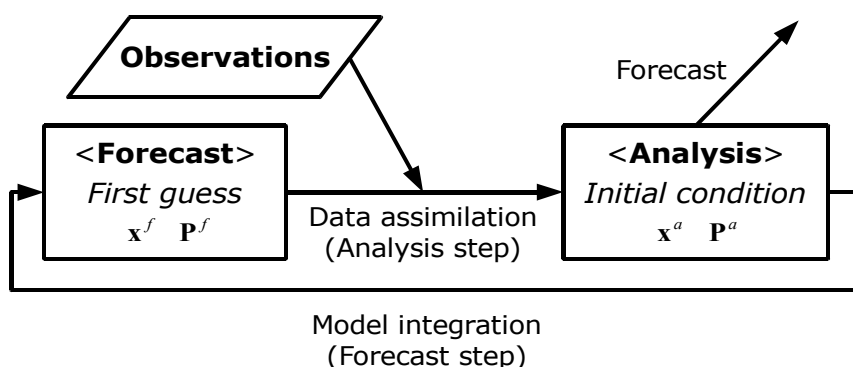 Observations
Forecast
<Forecast>
First guess
x^f P^f
Data assimilation
(Analysis step)
<Analysis>
Initial condition
x^a P^a
Model integration
(Forecast step)